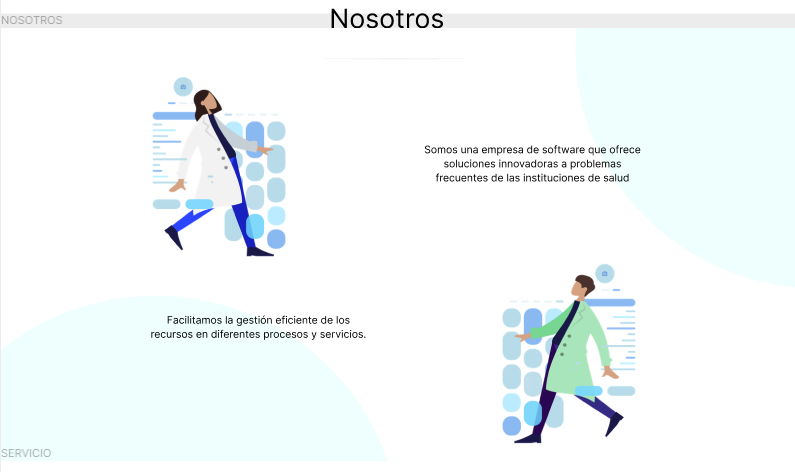 Nosotros
NOSOTROS
Somos una empresa de software que ofrece
soluciones innovadoras a problemas
frecuentes de las instituciones de salud
Facilitamos la gestión eficiente de los
recursos en diferentes procesos y servicios.
SERVICIO